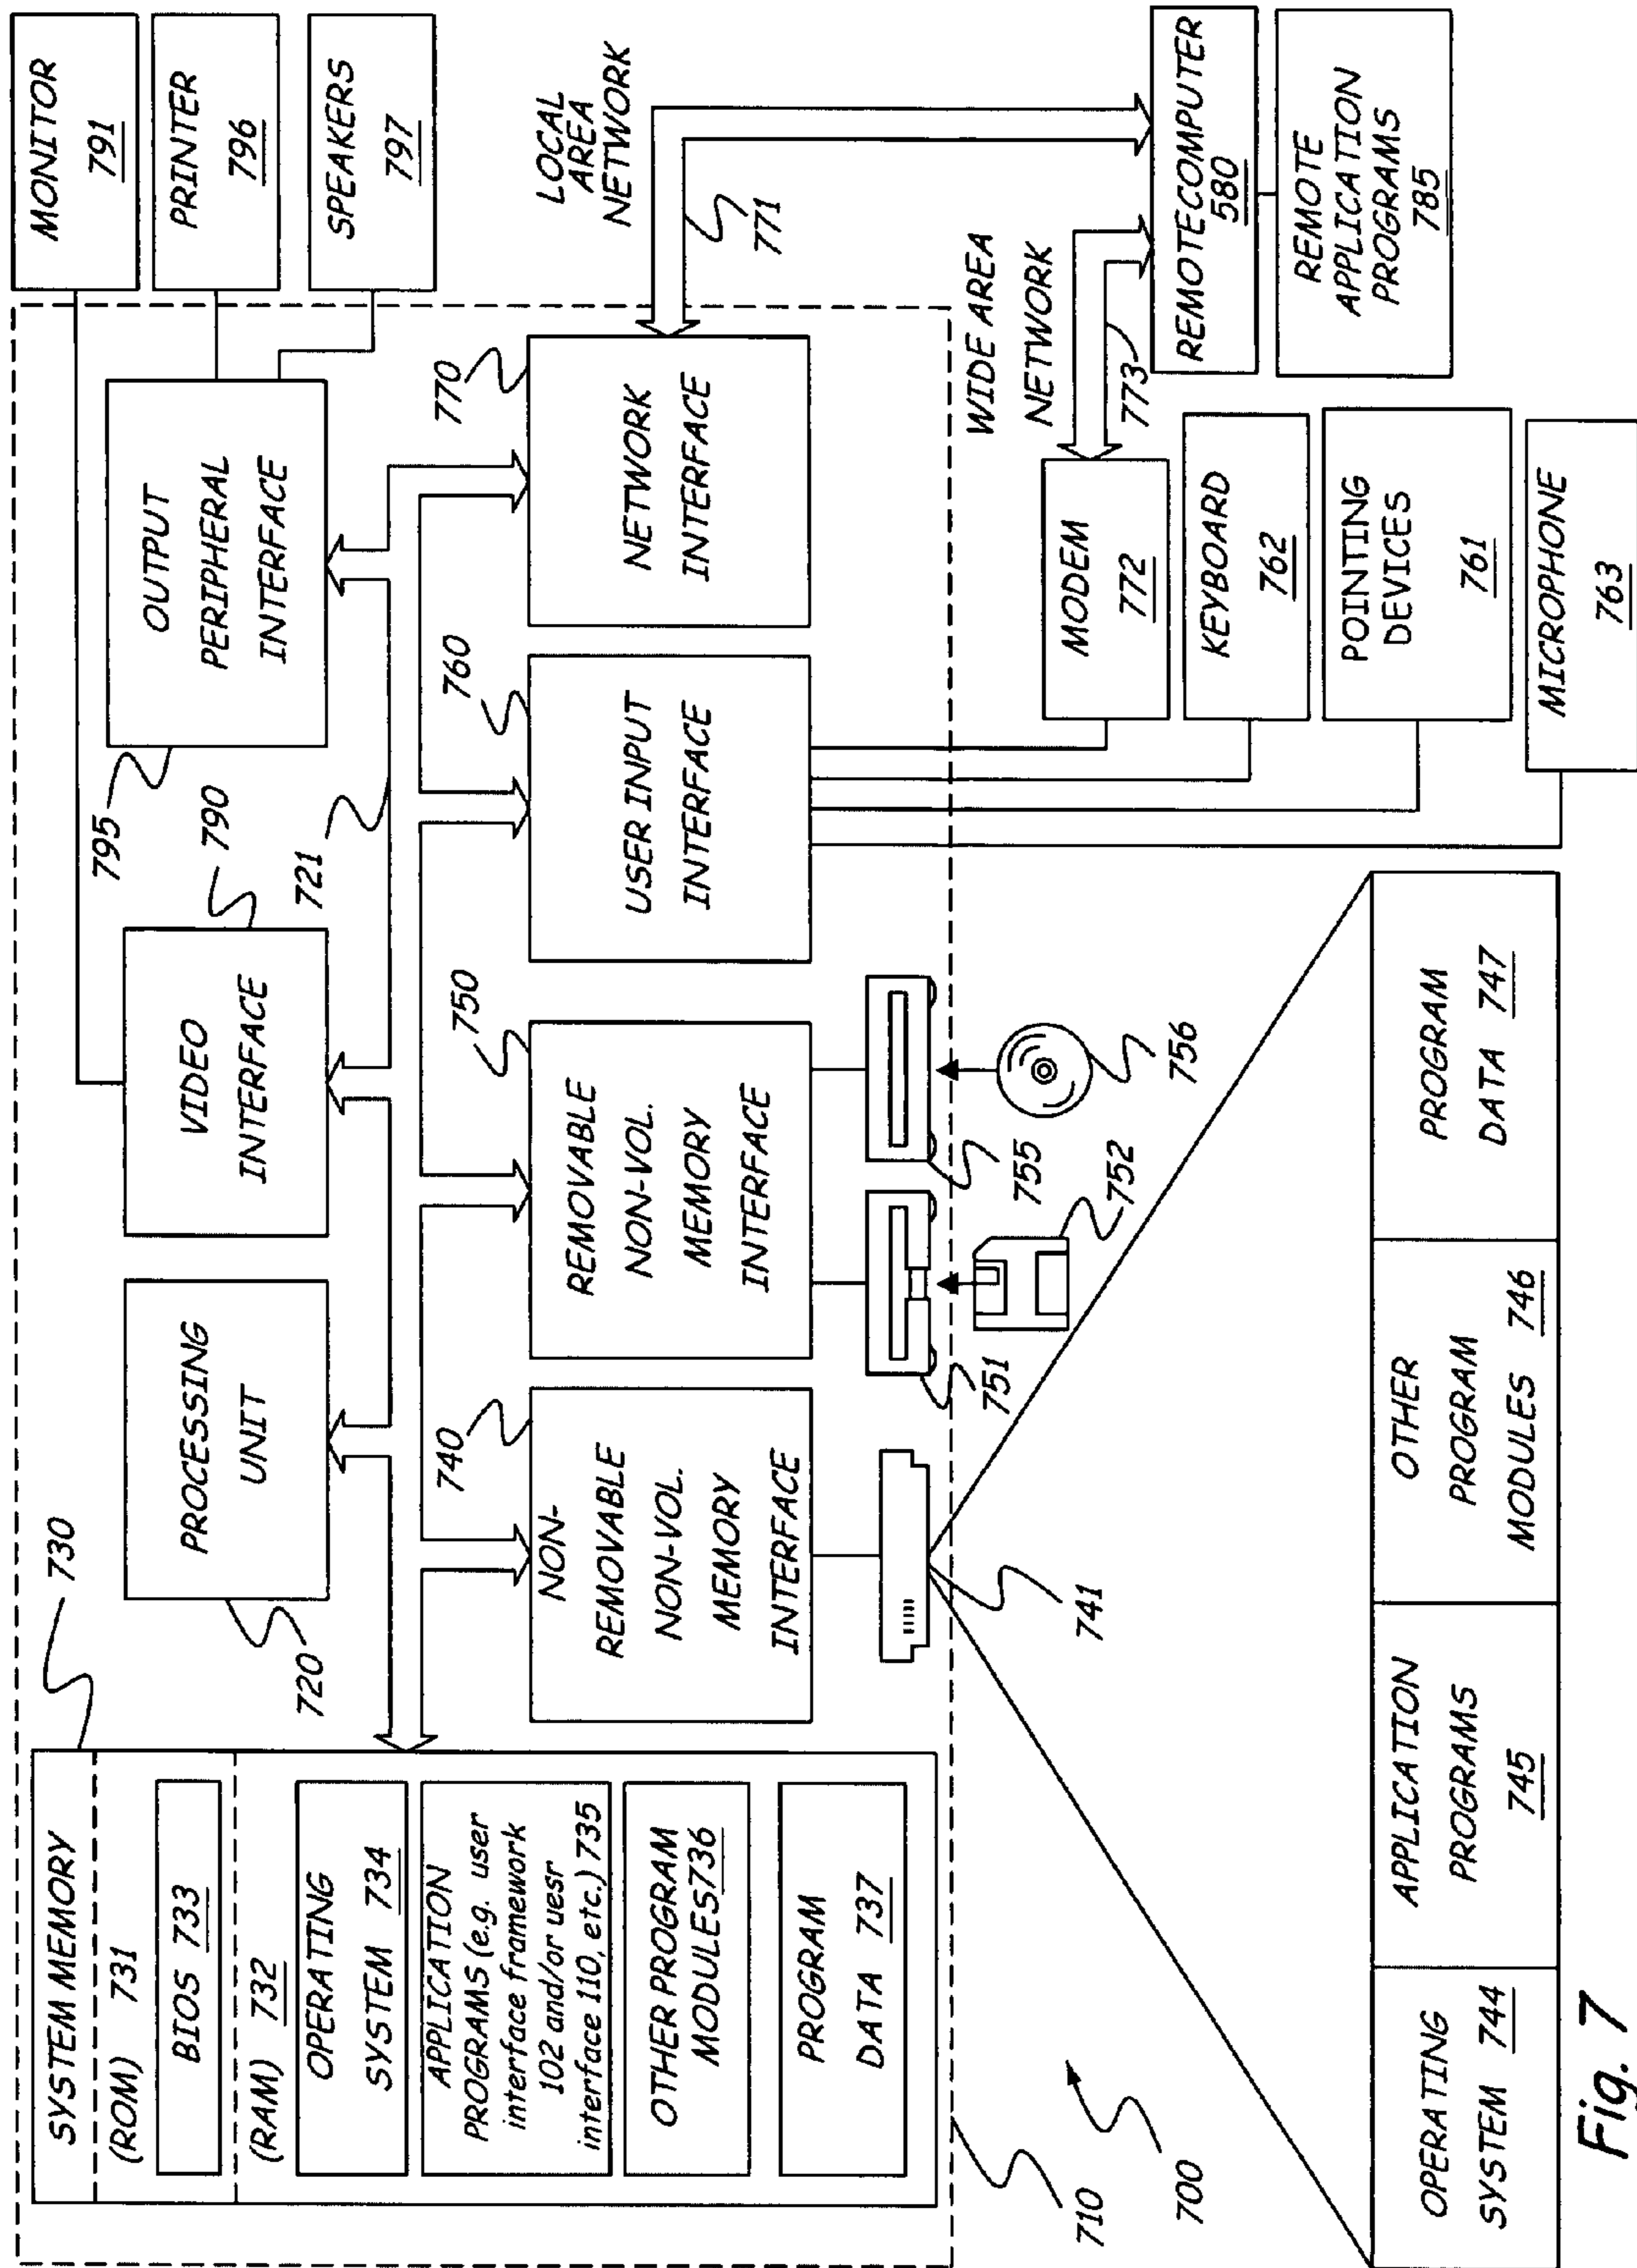 SYSTEM MEMORY
(ROM) 731
BIOS 733
(RAM) 732
OPERATING
SYSTEM 734
APPLICATION
PROGRAMS (e.g. user
interface framework
102 and/or uesr
interface 110, etc.) 735
OTHER PROGRAM
MODULES736
PROGRAM
DATA 737
730
PROCESSING
UNIT
720
VIDEO
INTERFACE
790
721
OUTPUT
PERIPHERAL
INTERFACE
795
MONITOR
791
PRINTER
796
SPEAKERS
797
NON-
REMOVABLE
NON-VOL.
MEMORY
INTERFACE
740
REMOVABLE
NON-VOL.
MEMORY
INTERFACE
750
USER INPUT
INTERFACE
760
NETWORK
INTERFACE
770
LOCAL
AREA
NETWORK
771
741
751
752
755
756
WIDE AREA
NETWORK
773
MODEM
772
KEYBOARD
762
POINTING
DEVICES
761
MICROPHONE
763
REMOTECOMPUTER
580
REMOTE
APPLICATION
PROGRAMS
785
710
700
OPERATING
SYSTEM 744
APPLICATION
PROGRAMS
745
OTHER
PROGRAM
MODULES 746
PROGRAM
DATA 747
Fig. 7